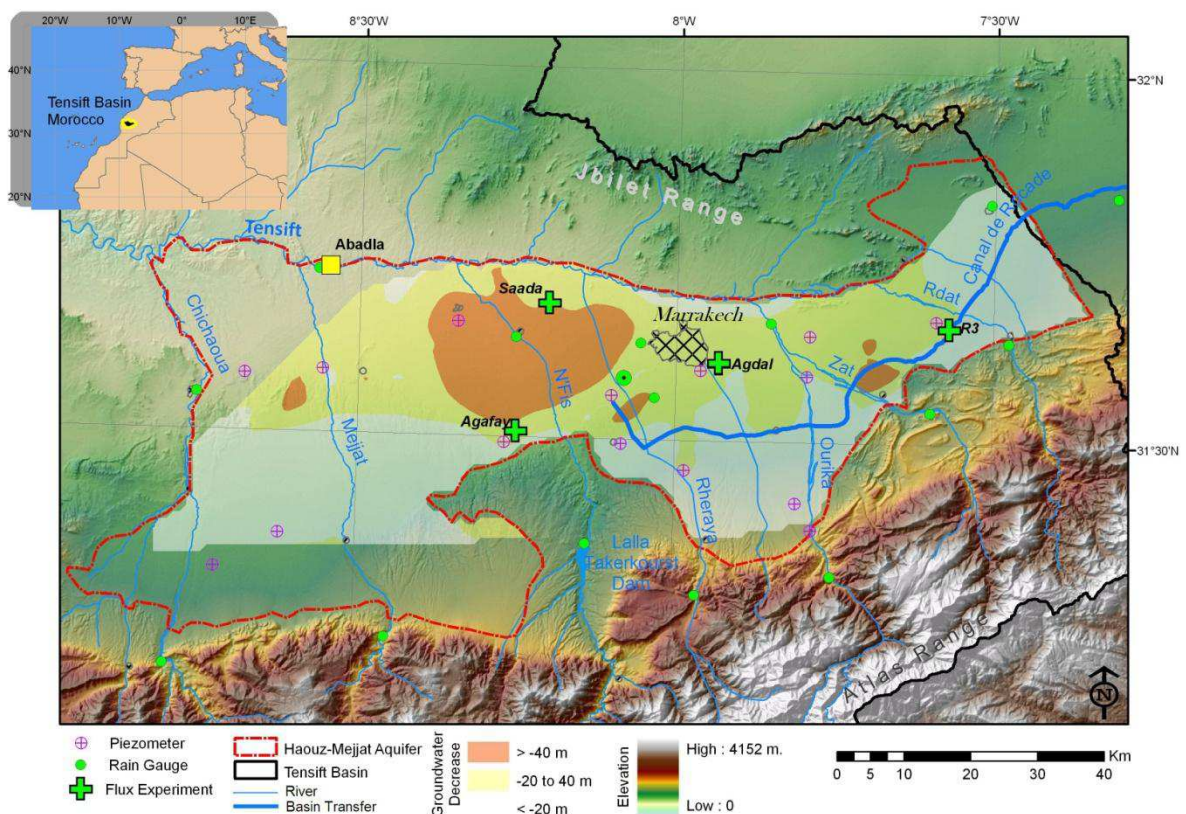 20°W 10°W 0° 10°E
8°30'W 8°W 7°30'W
40°N
30°N
20°N
Tensift Basin
Morocco
32°N
31°30'N
Jbilet Range
Canal de Rocade
Tensift
Abadla
Saada
Rdat
Chichaoua
Marrakech
R3
Agdal
Zat
N'Fis
Agafay
Mejjat
Ourika
Rheraya
Lalla
Takerkoust
Dam
Atlas Range
N
Piezometer
Rain Gauge
Flux Experiment
Haouz-Mejjat Aquifer
Tensift Basin
River
Basin Transfer
Groundwater
Decrease
> -40 m
-20 to 40 m
< -20 m
Elevation
High : 4152 m.
Low : 0
Km
0 5 10 20 30 40